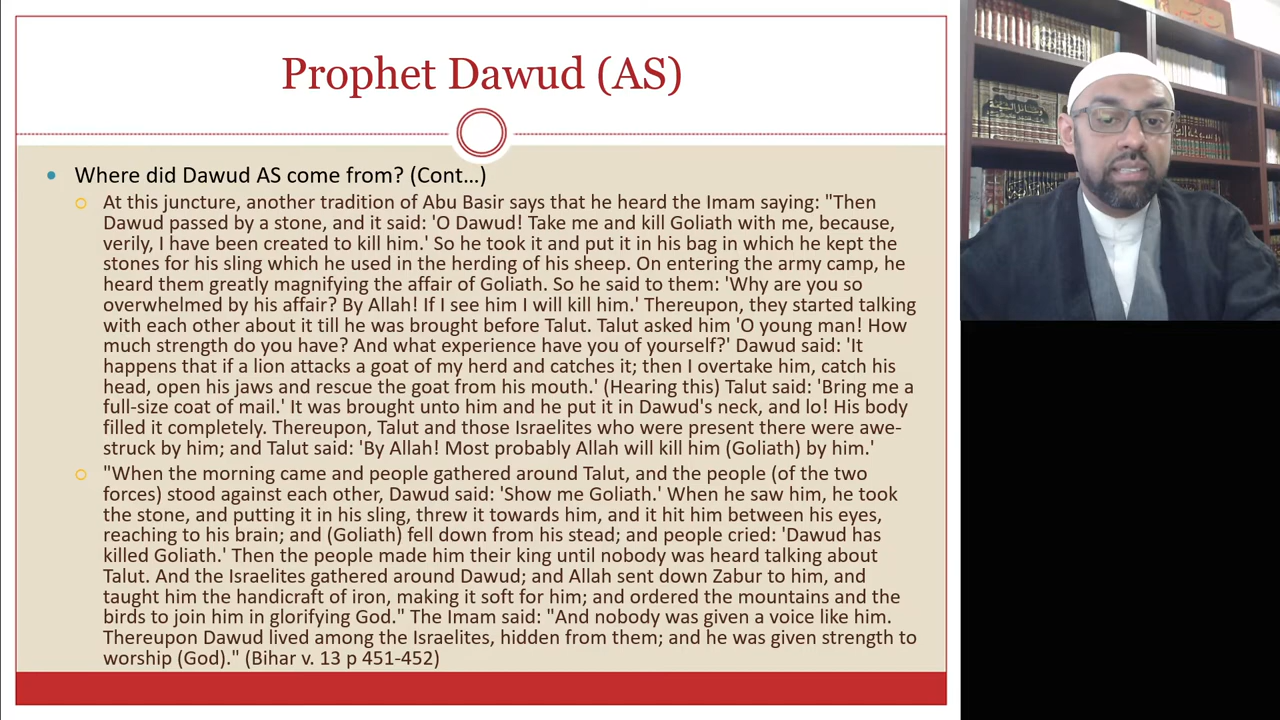 Prophet Dawud (AS)
Where did Dawud AS come from? (Cont…)
At this juncture, another tradition of Abu Basir says that he heard the Imam saying: "Then
Dawud passed by a stone, and it said: 'O Dawud! Take me and kill Goliath with me, because,
verily, I have been created to kill him.' So he took it and put it in his bag in which he kept the
stones for his sling which he used in the herding of his sheep. On entering the army camp, he
heard them greatly magnifying the affair of Goliath. So he said to them: 'Why are you so
overwhelmed by his affair? By Allah! If I see him I will kill him.' Thereupon, they started talking
with each other about it till he was brought before Talut. Talut asked him 'O young man! How
much strength do you have? And what experience have you of yourself?' Dawud said: 'It
happens that if a lion attacks a goat of my herd and catches it; then I overtake him, catch his
head, open his jaws and rescue the goat from his mouth.' (Hearing this) Talut said: 'Bring me a
full-size coat of mail.' It was brought unto him and he put it in Dawud's neck, and lo! His body
filled it completely. Thereupon, Talut and those Israelites who were present there were awe-
struck by him; and Talut said: 'By Allah! Most probably Allah will kill him (Goliath) by him.'
"When the morning came and people gathered around Talut, and the people (of the two
forces) stood against each other, Dawud said: 'Show me Goliath.' When he saw him, he took
the stone, and putting it in his sling, threw it towards him, and it hit him between his eyes,
reaching to his brain; and (Goliath) fell down from his stead; and people cried: 'Dawud has
killed Goliath.' Then the people made him their king until nobody was heard talking about
Talut. And the Israelites gathered around Dawud; and Allah sent down Zabur to him, and
taught him the handicraft of iron, making it soft for him; and ordered the mountains and the
birds to join him in glorifying God." The Imam said: "And nobody was given a voice like him.
Thereupon Dawud lived among the Israelites, hidden from them; and he was given strength to
worship (God)." (Bihar v. 13 p 451-452)